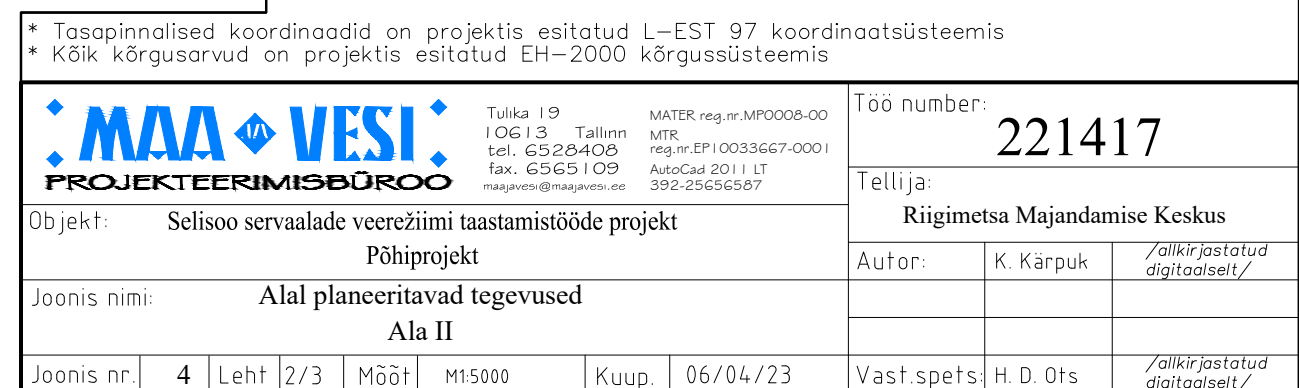 * Tasapinnalised koordinaadid on projektis esitatud L-EST 97 koordinaatsüsteemis
* Kõik kõrgusarvud on projektis esitatud EH-2000 kõrgussüsteemis
MAA VESI
PROJEKTEERIMISBÜROO
Tulika 19
10613 Tallinn
tel. 6528408
fax. 6565109
maajavesi@maajavesi.ee
MATER reg.nr.MP0008-00
MTR
reg.nr.EP10033667-0001
AutoCad 2011 LT
392-25656587
Töö number:
221417
Tellija:
Riigimetsa Majandamise Keskus
Objekt: Selisoo servaalade veerežiimi taastamistööde projekt
Põhiprojekt
Autor: K. Kärpuk /allkirjastatud
digitaalselt/
Joonis nimi: Alal planeeritavad tegevused
Ala II
Joonis nr. 4 Leht 2/3 Mõõt M1:5000 Kuup. 06/04/23
Vast.spets: H. D. Ots /allkirjastatud
digitaalselt/